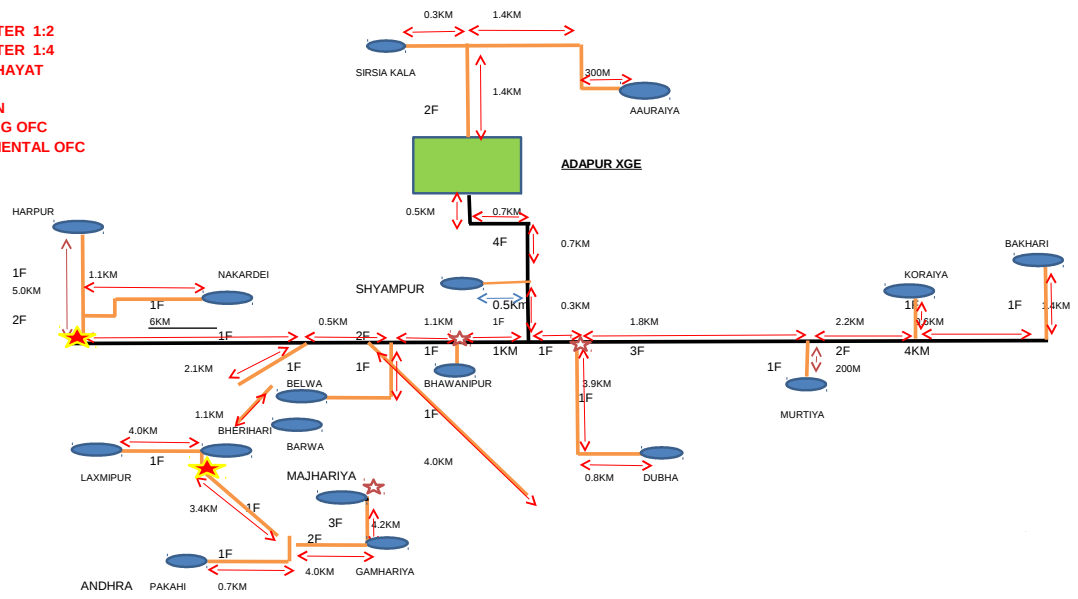 TER 1:2
TER 1:4
HAYAT
N
G OFC
IENTAL OFC
0.3KM
1.4KM
SIRSIA KALA
300M
1.4KM
2F
AAURAIYA
ADAPUR XGE
HARPUR
0.5KM
0.7KM
4F
0.7KM
BAKHARI
1F
1.1KM
NAKARDEI
KORAIYA
5.0KM
SHYAMPUR
1F
0.5Km
0.3KM
1F
1F
1.4KM
2F
6KM
0.5KM
1.1KM
1F
1.8KM
2.2KM
1F
2F
1F
1KM
1F
3F
2F
4KM
2.1KM
1F
1F
1F
200M
BELWA
BHAWANIPUR
3.9KM
1F
MURTIYA
1.1KM
1F
4.0KM
BHERIHARI
1F
BARWA
4.0KM
LAXMIPUR
MAJHARIYA
0.8KM
DUBHA
3.4KM
1F
3F
4.2KM
2F
1F
4.0KM
GAMHARIYA
ANDHRA
PAKAHI
0.7KM